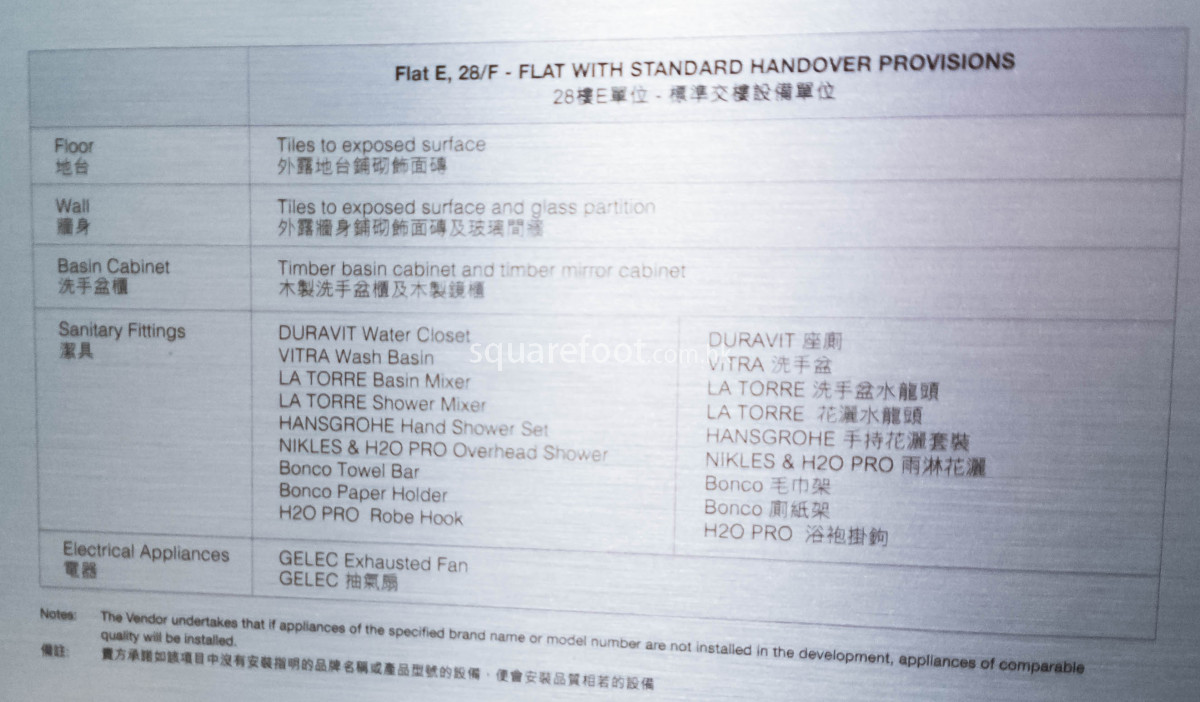 Flat E, 28/F - FLAT WITH STANDARD HANDOVER PROVISIONS
28樓E單位 - 標準交樓設備單位
Floor
地台
Tiles to exposed surface
外露地台鋪砌飾面磚
Wall
牆身
Tiles to exposed surface and glass partition
外露牆身鋪砌飾面磚及玻璃間牆
Basin Cabinet
洗手盆櫃
Timber basin cabinet and timber mirror cabinet
木製洗手盆櫃及木製鏡櫃
Sanitary Fittings
潔具
DURAVIT Water Closet
VITRA Wash Basin
LA TORRE Basin Mixer
LA TORRE Shower Mixer
HANSGROHE Hand Shower Set
NIKLES & H2O PRO Overhead Shower
Bonco Towel Bar
Bonco Paper Holder
H2O PRO Robe Hook
DURAVIT 座廁
VITRA 洗手盆
LA TORRE 洗手盆水龍頭
LA TORRE 花灑水龍頭
HANSGROHE 手持花灑套裝
NIKLES & H2O PRO 雨淋花灑
Bonco 毛巾架
Bonco 廁紙架
H2O PRO 浴袍掛鉤
squarefoot.com.hk
Electrical Appliances
電器
GELEC Exhausted Fan
GELEC 抽氣扇
Notes: The Vendor undertakes that if appliances of the specified brand name or model number are not installed in the development, appliances of comparable
quality will be installed.
備註: 賣方承諾如該項目中沒有安裝指明的品牌名稱或產品型號的設備，便會安裝品質相若的設備